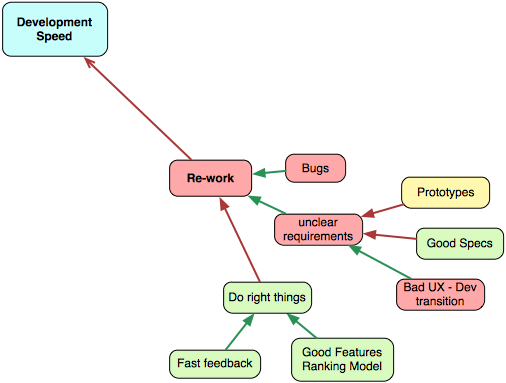 Development
Speed
Re-work
Bugs
Prototypes
unclear
requirements
Good Specs
Bad UX - Dev
transition
Do right things
Fast feedback
Good Features
Ranking Model